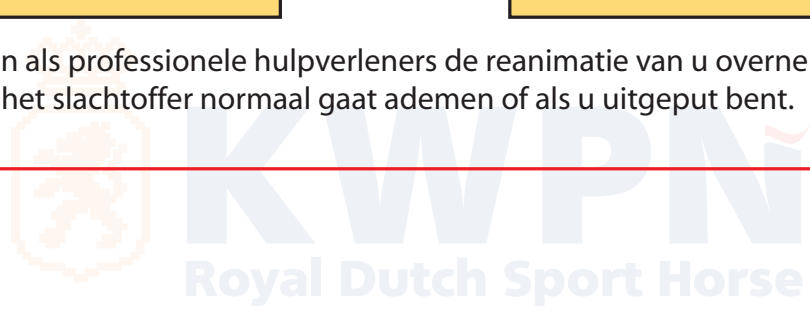 n als professionele hulpverleners de reanimatie van u overne
het slachtoffer normaal gaat ademen of als u uitgeput bent.
KWPN
Royal Dutch Sport Horse